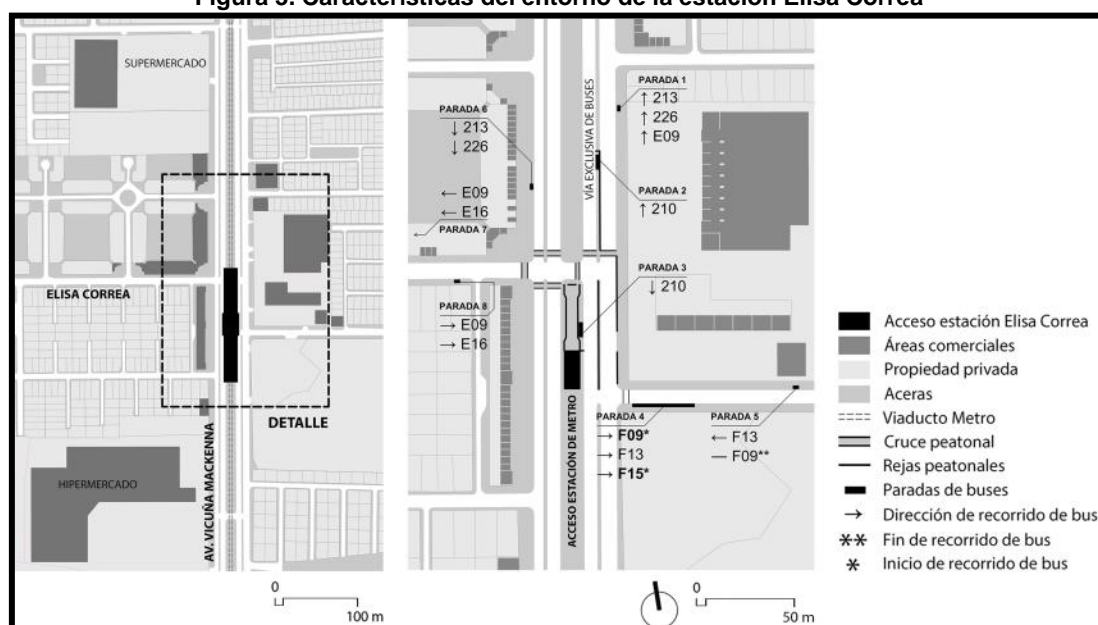 Figura 3. Características del entorno de la estación Elisa Correa
SUPERMERCADO
ELISA CORREA
DETALLE
HIPERMERCADO
AV. VICUÑA MACKENNA
0
100 m
PARADA 6
↓ 213
↓ 226
← E09
← E16
PARADA 7
VÍA EXCLUSIVA DE BUSES
PARADA 1
↑ 213
↑ 226
↑ E09
PARADA 2
↑ 210
PARADA 3
↓ 210
PARADA 8
→ E09
→ E16
ACCESO ESTACIÓN DE METRO
PARADA 4
→ F09*
→ F13
→ F15*
PARADA 5
← F13
— F09**
0
50 m
Acceso estación Elisa Correa
Áreas comerciales
Propiedad privada
Aceras
Viaducto Metro
Cruce peatonal
Rejas peatonales
Paradas de buses
→ Dirección de recorrido de bus
** Fin de recorrido de bus
* Inicio de recorrido de bus